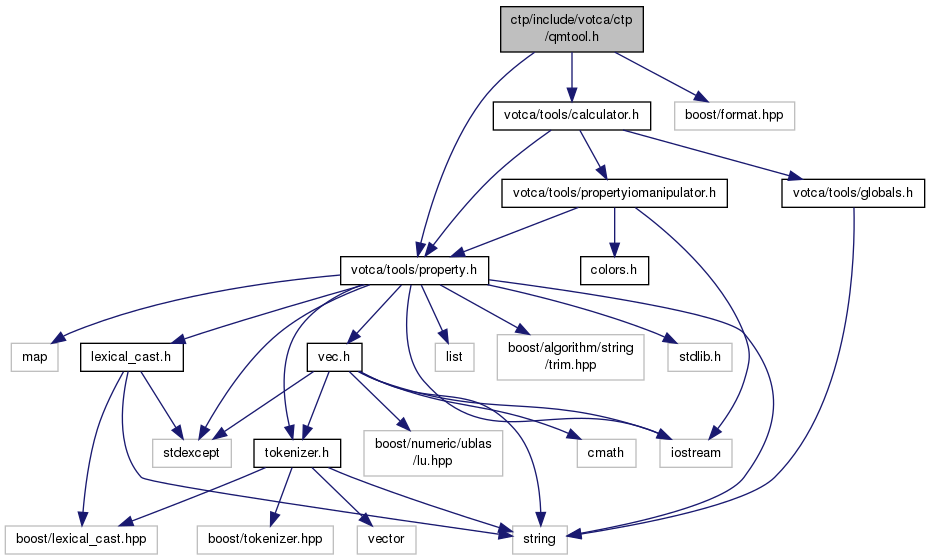 ctp/include/votca/ctp
/qmtool.h
votca/tools/calculator.h
boost/format.hpp
votca/tools/propertyiomanipulator.h
votca/tools/globals.h
votca/tools/property.h
colors.h
map
lexical_cast.h
vec.h
list
boost/algorithm/string
/trim.hpp
stdlib.h
stdexcept
tokenizer.h
boost/numeric/ublas
/lu.hpp
cmath
iostream
boost/lexical_cast.hpp
boost/tokenizer.hpp
vector
string